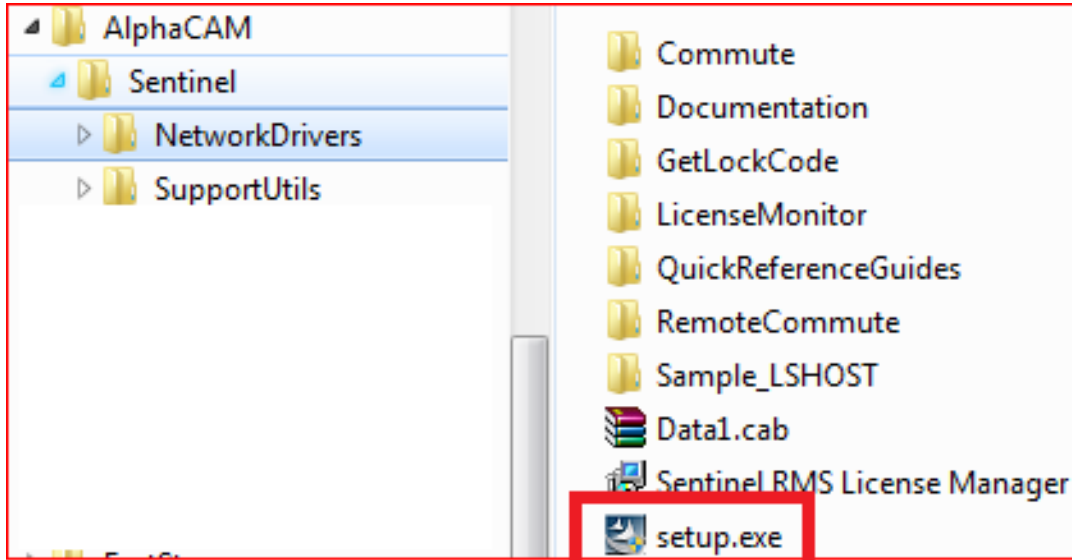 AlphaCAM
Sentinel
NetworkDrivers
SupportUtils
Commute
Documentation
GetLockCode
LicenseMonitor
QuickReferenceGuides
RemoteCommute
Sample_LSHOST
Data1.cab
Sentinel RMS License Manager
setup.exe